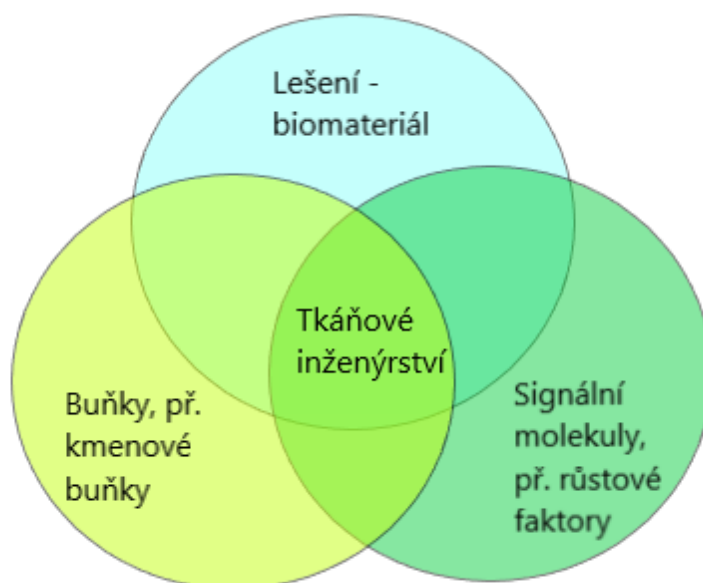 Lešení -
biomateriál
Tkáňové
inženýrství
Buňky, př.
kmenové
buňky
Signální
molekuly,
př. růstové
faktory